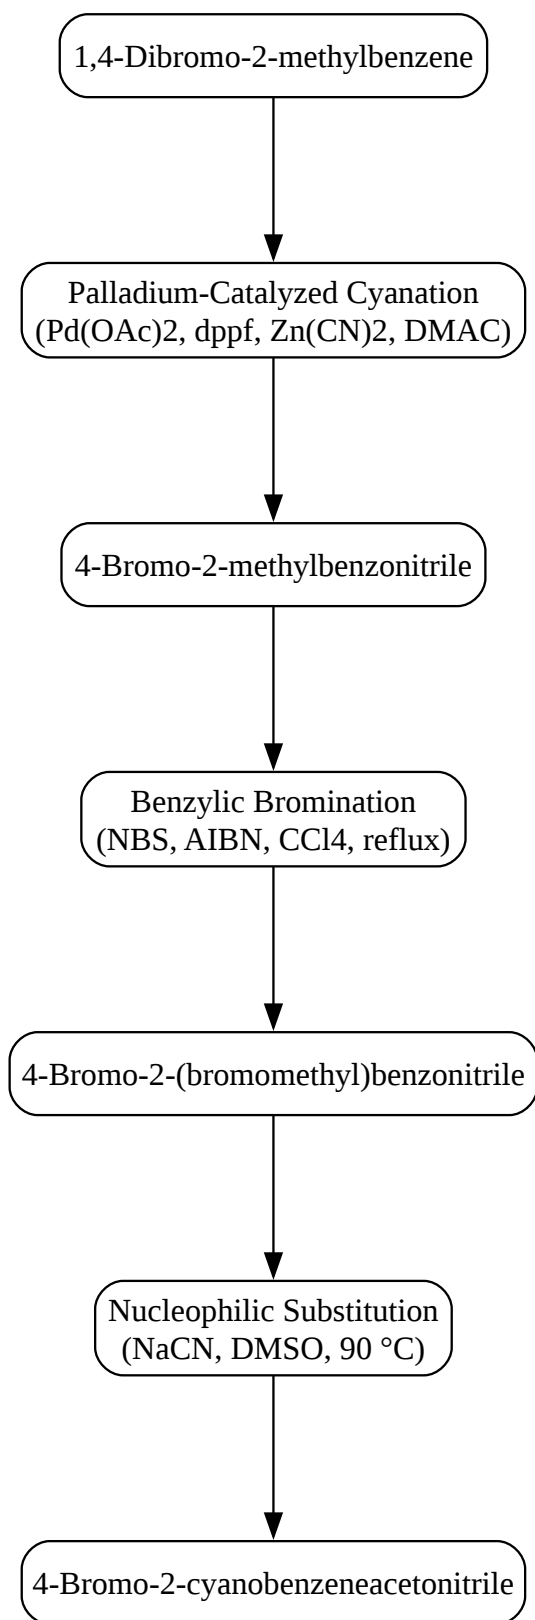 1,4-Dibromo-2-methylbenzene
Palladium-Catalyzed Cyanation
(Pd(OAc)2, dppf, Zn(CN)2, DMAC)
4-Bromo-2-methylbenzonitrile
Benzylic Bromination
(NBS, AIBN, CCl4, reflux)
4-Bromo-2-(bromomethyl)benzonitrile
Nucleophilic Substitution
(NaCN, DMSO, 90 °C)
4-Bromo-2-cyanobenzeneacetonitrile